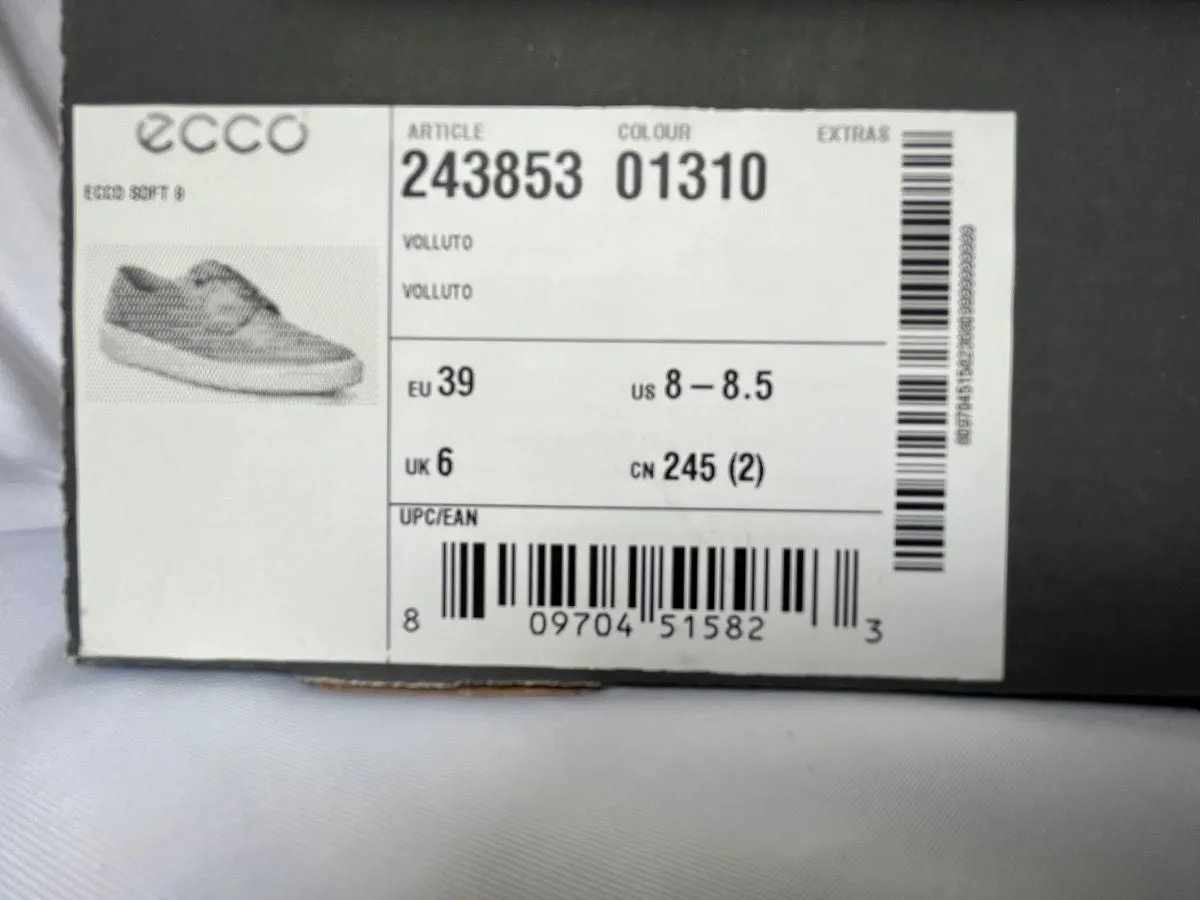 ecco
ECCO SOFT
ARTICLE COLOUR EXTRAS
243853 01310
VOLLUTO
VOLLUTO
EU 39 US 8 – 8.5
UK 6 CN 245 (2)
UPC/EAN
8 09704 51582 3